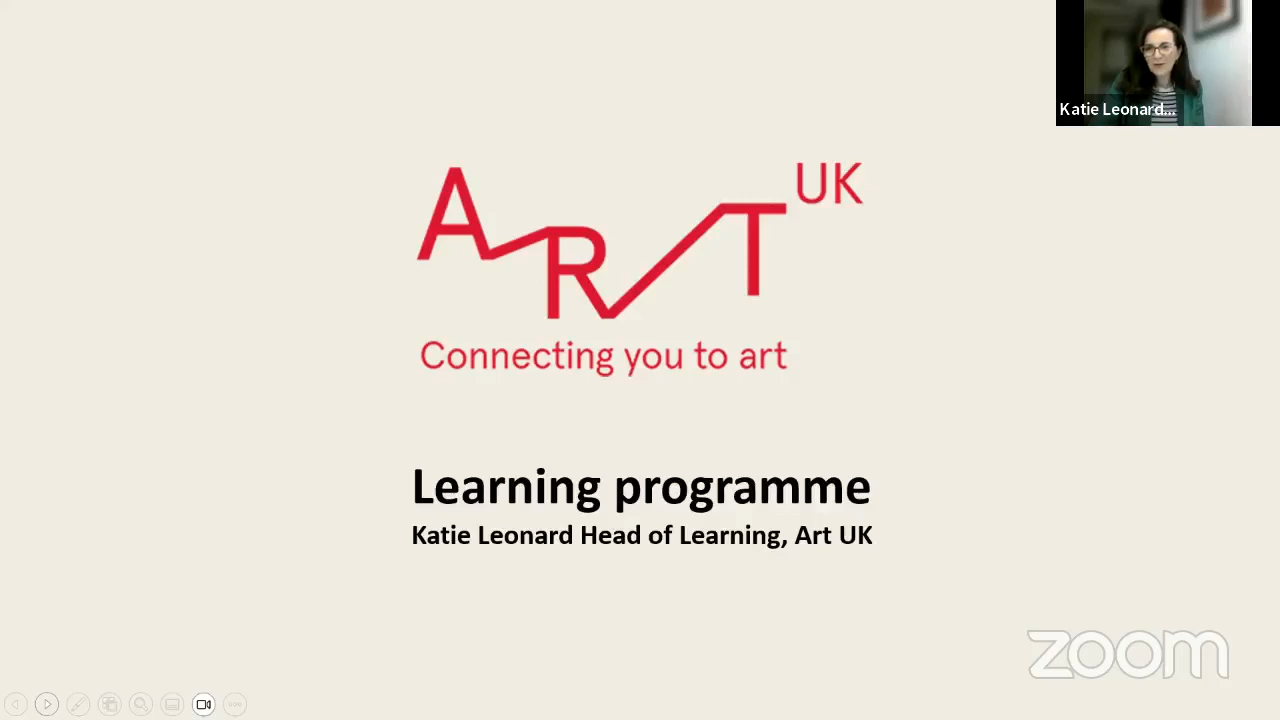 Katie Leonard...
ART UK
Connecting you to art
Learning programme
Katie Leonard Head of Learning, Art UK
zoom